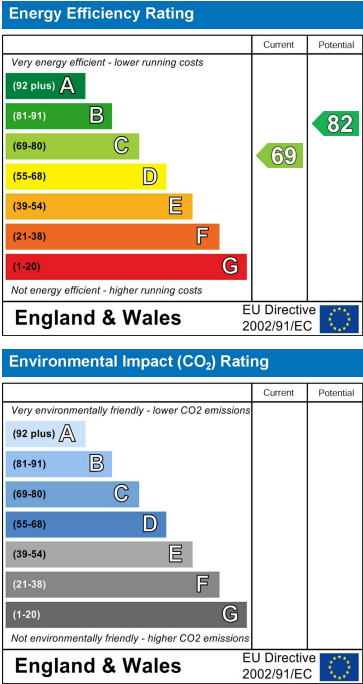 Energy Efficiency Rating
Current Potential
Very energy efficient - lower running costs
(92 plus) A
(81-91) B
82
(69-80) C
69
(55-68) D
(39-54) E
(21-38) F
(1-20) G
Not energy efficient - higher running costs
England & Wales
EU Directive
2002/91/EC
Environmental Impact (CO₂) Rating
Current Potential
Very environmentally friendly - lower CO2 emissions
(92 plus) A
(81-91) B
(69-80) C
(55-68) D
(39-54) E
(21-38) F
(1-20) G
Not environmentally friendly - higher CO2 emissions
England & Wales
EU Directive
2002/91/EC